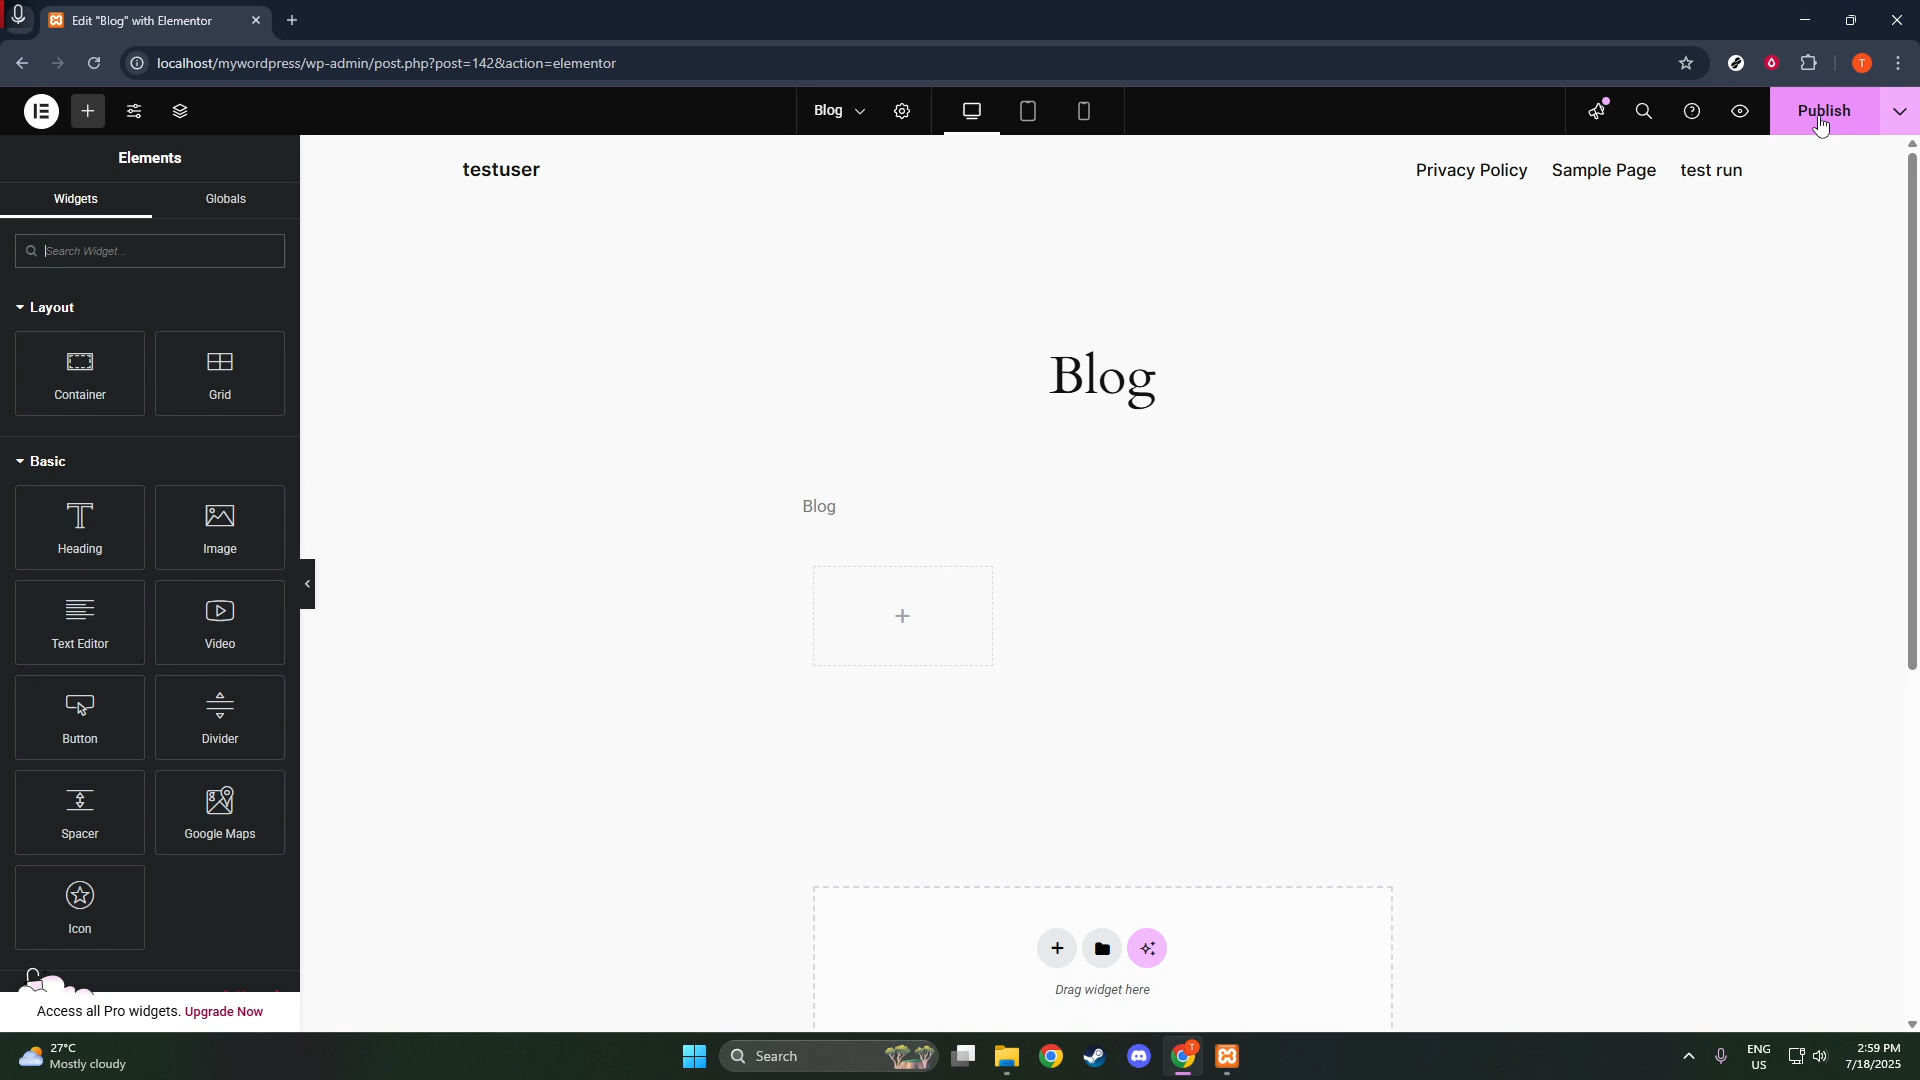 Edit "Blog" with Elementor
localhost/mywordpress/wp-admin/post.php?post=142&action=elementor
T
Blog
Publish
Elements
Widgets
Globals
Search Widget...
Layout
Container
Grid
Basic
Heading
Image
Text Editor
Video
Button
Divider
Spacer
Google Maps
Icon
Access all Pro widgets. Upgrade Now
testuser
Privacy Policy
Sample Page
test run
Blog
Blog
Drag widget here
27°C
Mostly cloudy
Search
T
ENG
US
2:59 PM
7/18/2025